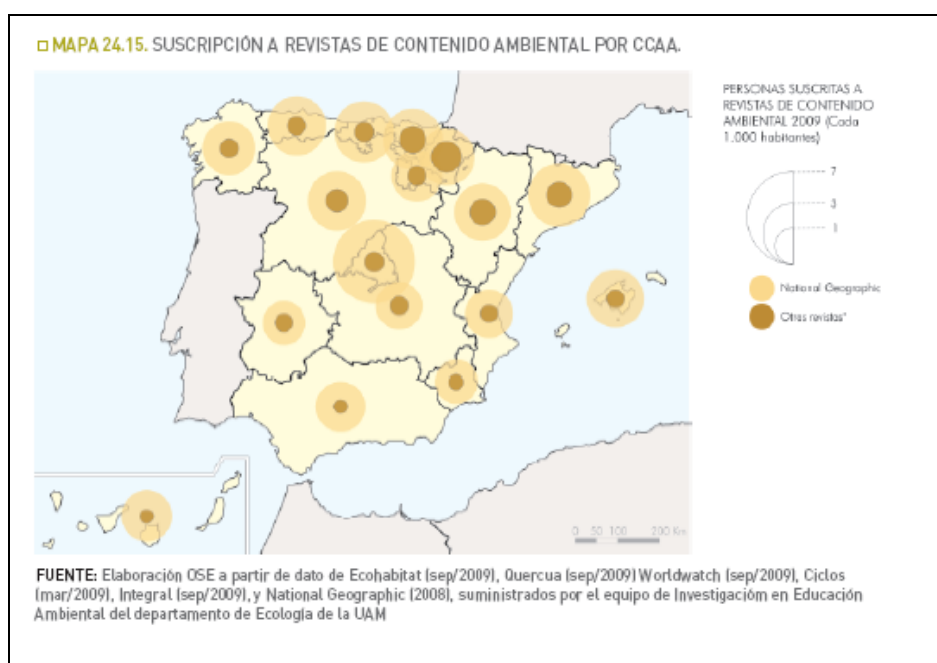 MAPA 24.15. SUSCRIPCIÓN A REVISTAS DE CONTENIDO AMBIENTAL POR CCAA.
PERSONAS SUSCRITAS A
REVISTAS DE CONTENIDO
AMBIENTAL 2009 (Cada
1.000 habitantes)
7
3
1
National Geographic
Otras revistas*
0 50 100 200 Km
FUENTE: Elaboración OSE a partir de dato de Ecohabitat (sep/2009), Quercua (sep/2009) Worldwatch (sep/2009), Ciclos
(mar/2009), Integral (sep/2009), y National Geographic (2008), suministrados por el equipo de Investigacióm en Educación
Ambiental del departamento de Ecología de la UAM